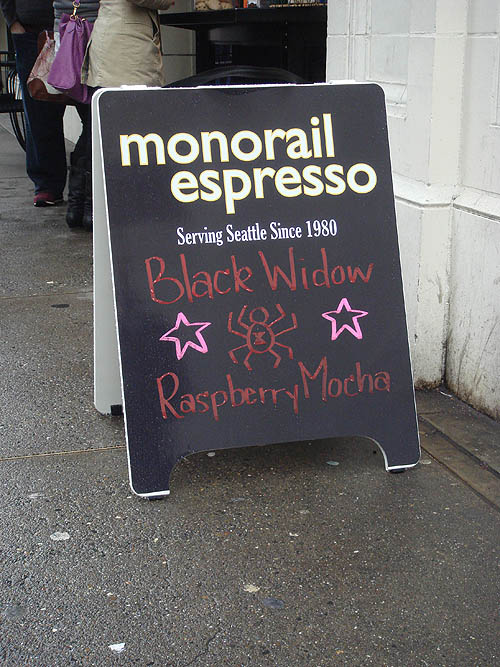 monorail
espresso
Serving Seattle Since 1980
Black Widow
Raspberry Mocha